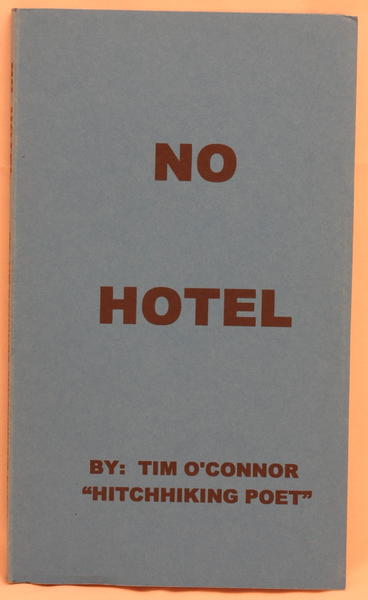 NO
HOTEL
BY: TIM O'CONNOR
“HITCHHIKING POET”